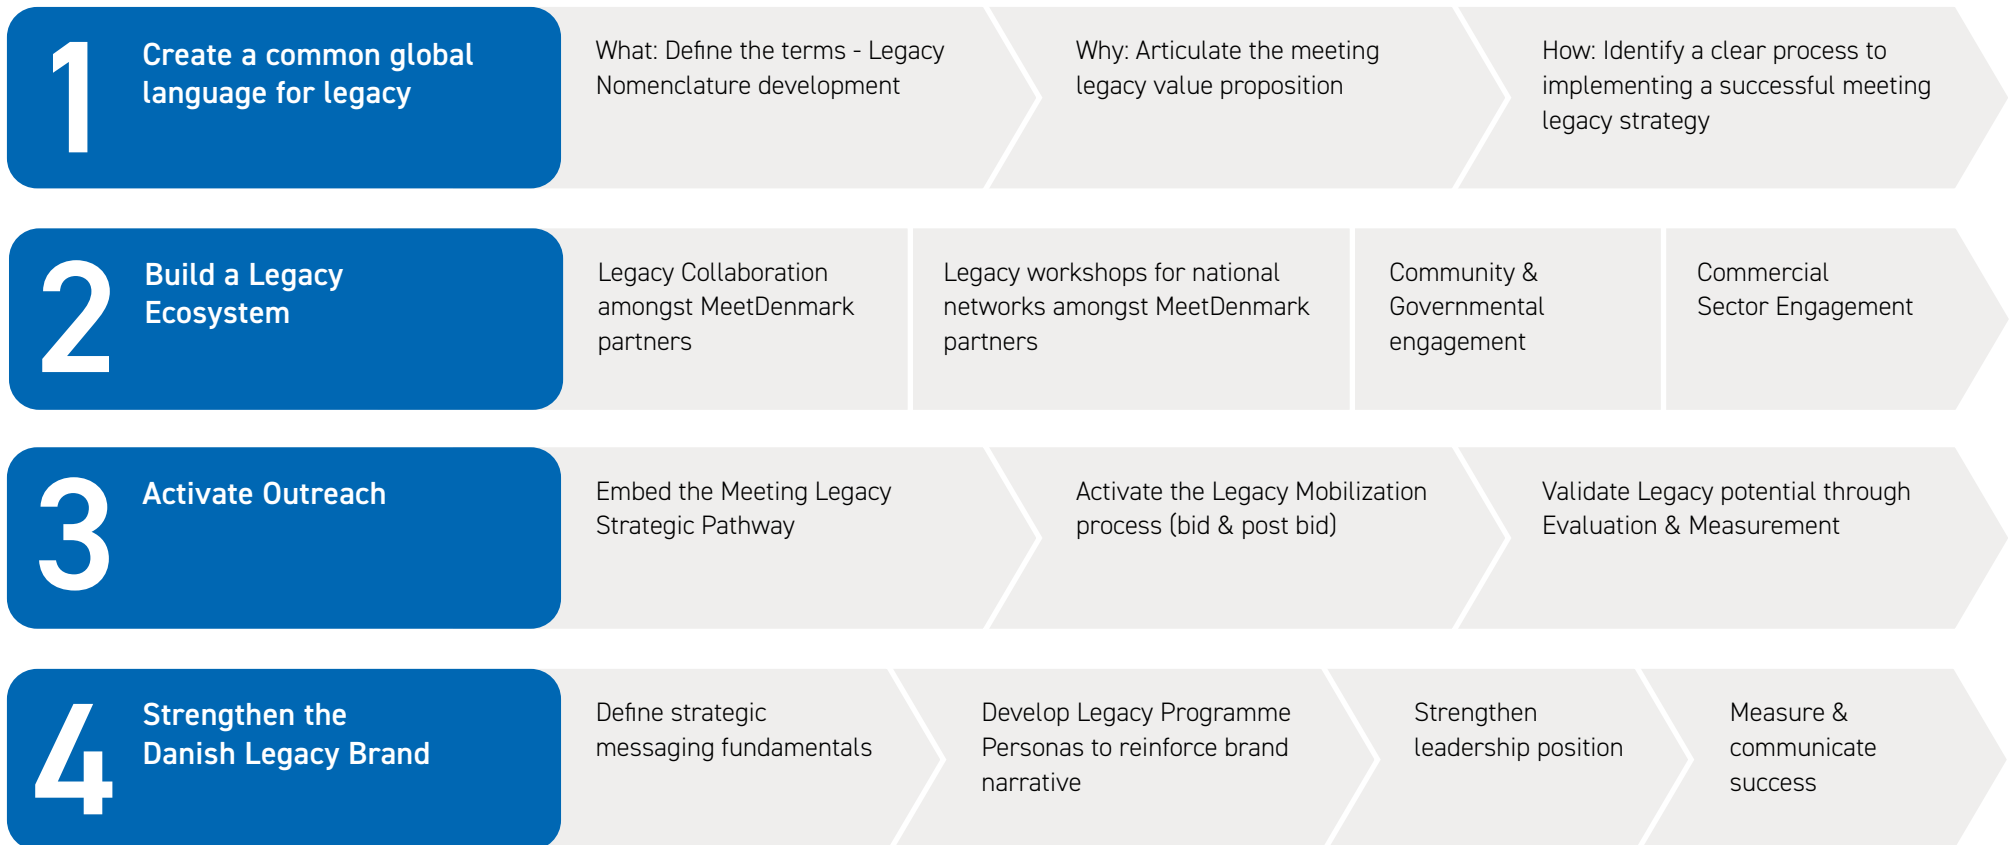 1
Create a common global
language for legacy
What: Define the terms - Legacy
Nomenclature development
Why: Articulate the meeting
legacy value proposition
How: Identify a clear process to
implementing a successful meeting
legacy strategy
2
Build a Legacy
Ecosystem
Legacy Collaboration
amongst MeetDenmark
partners
Legacy workshops for national
networks amongst MeetDenmark
partners
Community &
Governmental
engagement
Commercial
Sector Engagement
3
Activate Outreach
Embed the Meeting Legacy
Strategic Pathway
Activate the Legacy Mobilization
process (bid & post bid)
Validate Legacy potential through
Evaluation & Measurement
4
Strengthen the
Danish Legacy Brand
Define strategic
messaging fundamentals
Develop Legacy Programme
Personas to reinforce brand
narrative
Strengthen
leadership position
Measure &
communicate
success